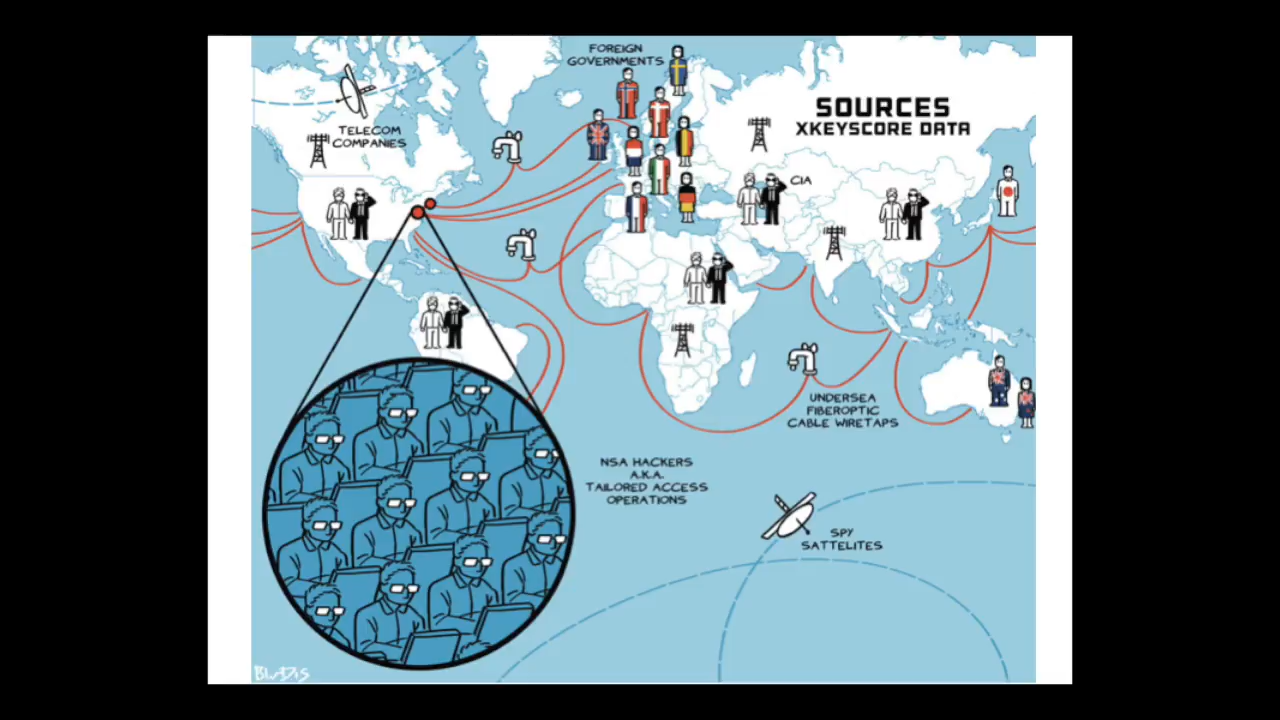 FOREIGN
GOVERNMENTS
SOURCES
XKEYSCORE DATA
TELECOM
COMPANIES
CIA
UNDERSEA
FIBEROPTIC
CABLE WIRETAPS
NSA HACKERS
A.K.A.
TAILORED ACCESS
OPERATIONS
SPY
SATTELITES